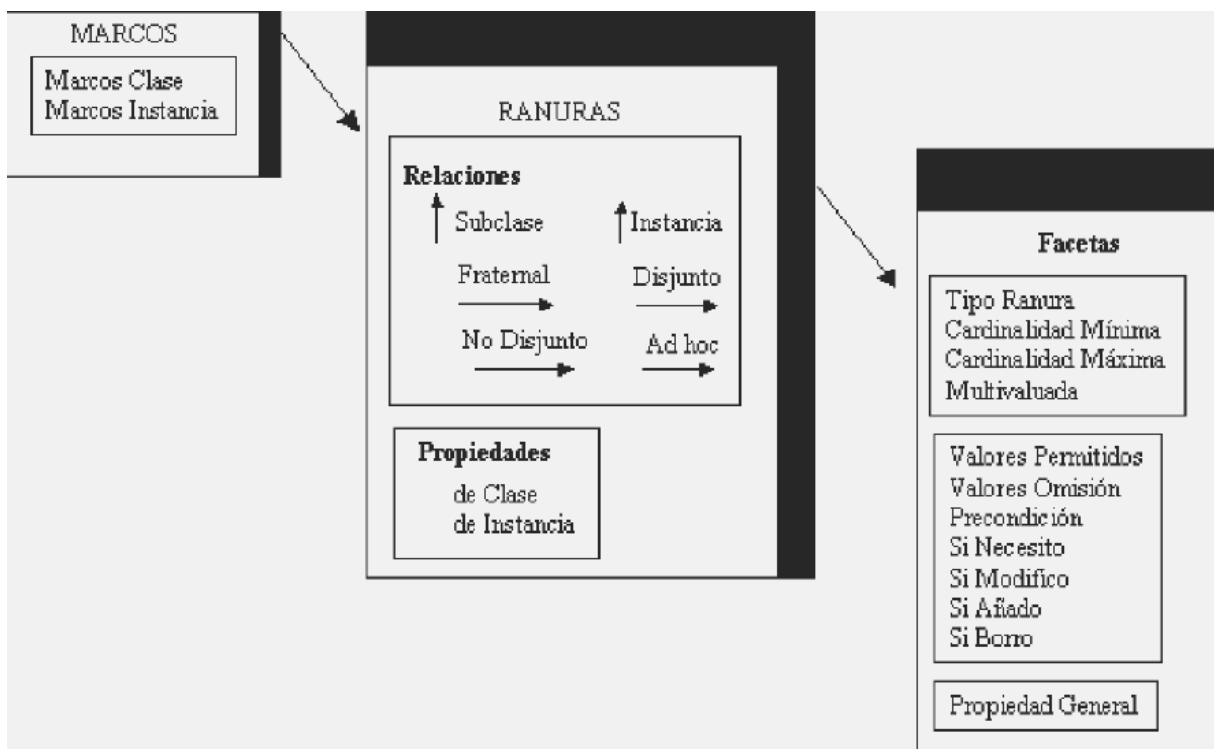 MARCOS
Marcos Clase
Marcos Instancia
RANURAS
Relaciones
Subclase Instancia
Fraternal Disjunto
No Disjunto Ad hoc
Propiedades
de Clase
de Instancia
Facetas
Tipo Ranura
Cardinalidad Mínima
Cardinalidad Máxima
Multivaluada
Valores Permitidos
Valores Omisión
Precondición
Si Necesito
Si Modifico
Si Añado
Si Borro
Propiedad General